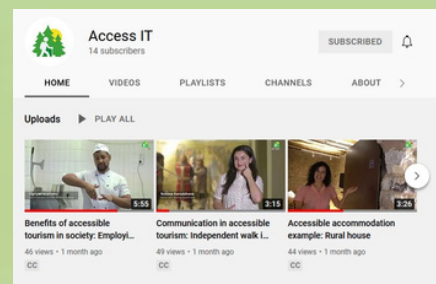 Access IT
14 subscribers
SUBSCRIBED
HOME VIDEOS PLAYLISTS CHANNELS ABOUT
Uploads PLAY ALL
5:55 3:15 3:26
Benefits of accessible
tourism in society: Employi...
46 views • 1 month ago
CC
Communication in accessible
tourism: Independent walk i...
49 views • 1 month ago
CC
Accessible accommodation
example: Rural house
44 views • 1 month ago
CC